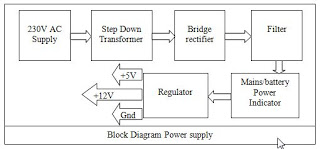 230V AC
Supply
Step Down
Transformer
Bridge
rectifier
Filter
+5V
+12V
Gnd
Regulator
Mains/battery
Power
Indicator
Block Diagram Power supply